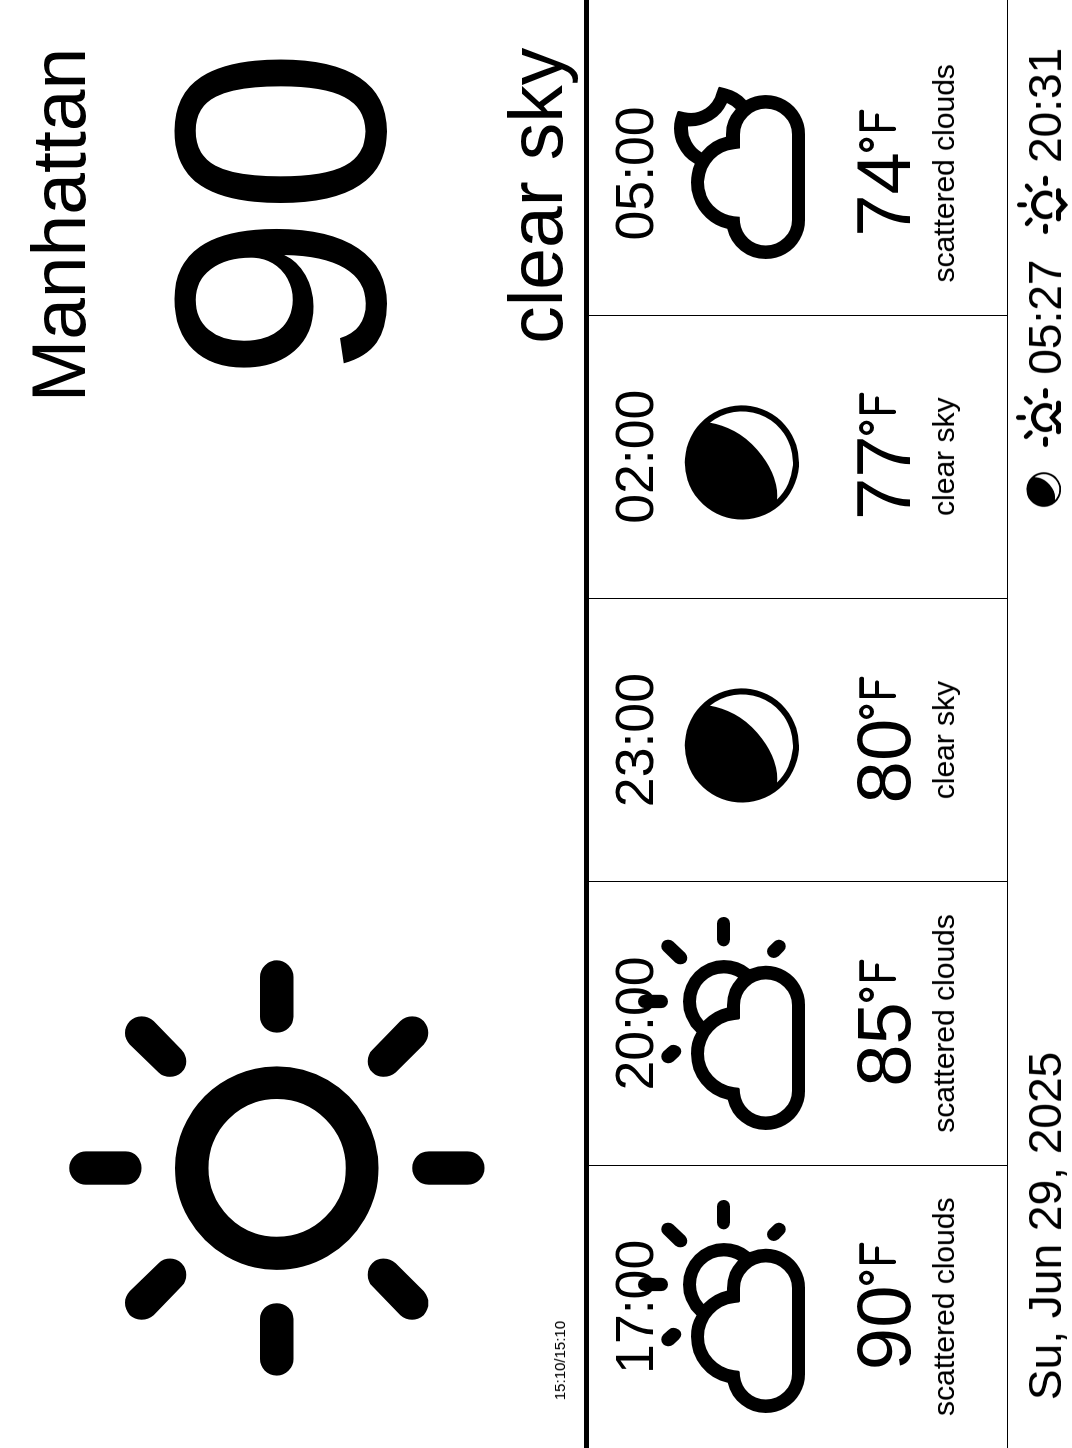 Manhattan
90
clear sky
15:10/15:10
17:00
20:00
23:00
02:00
05:00
90°F
85°F
80°F
77°F
74°F
scattered clouds
scattered clouds
clear sky
clear sky
scattered clouds
Su, Jun 29, 2025
05:27
20:31